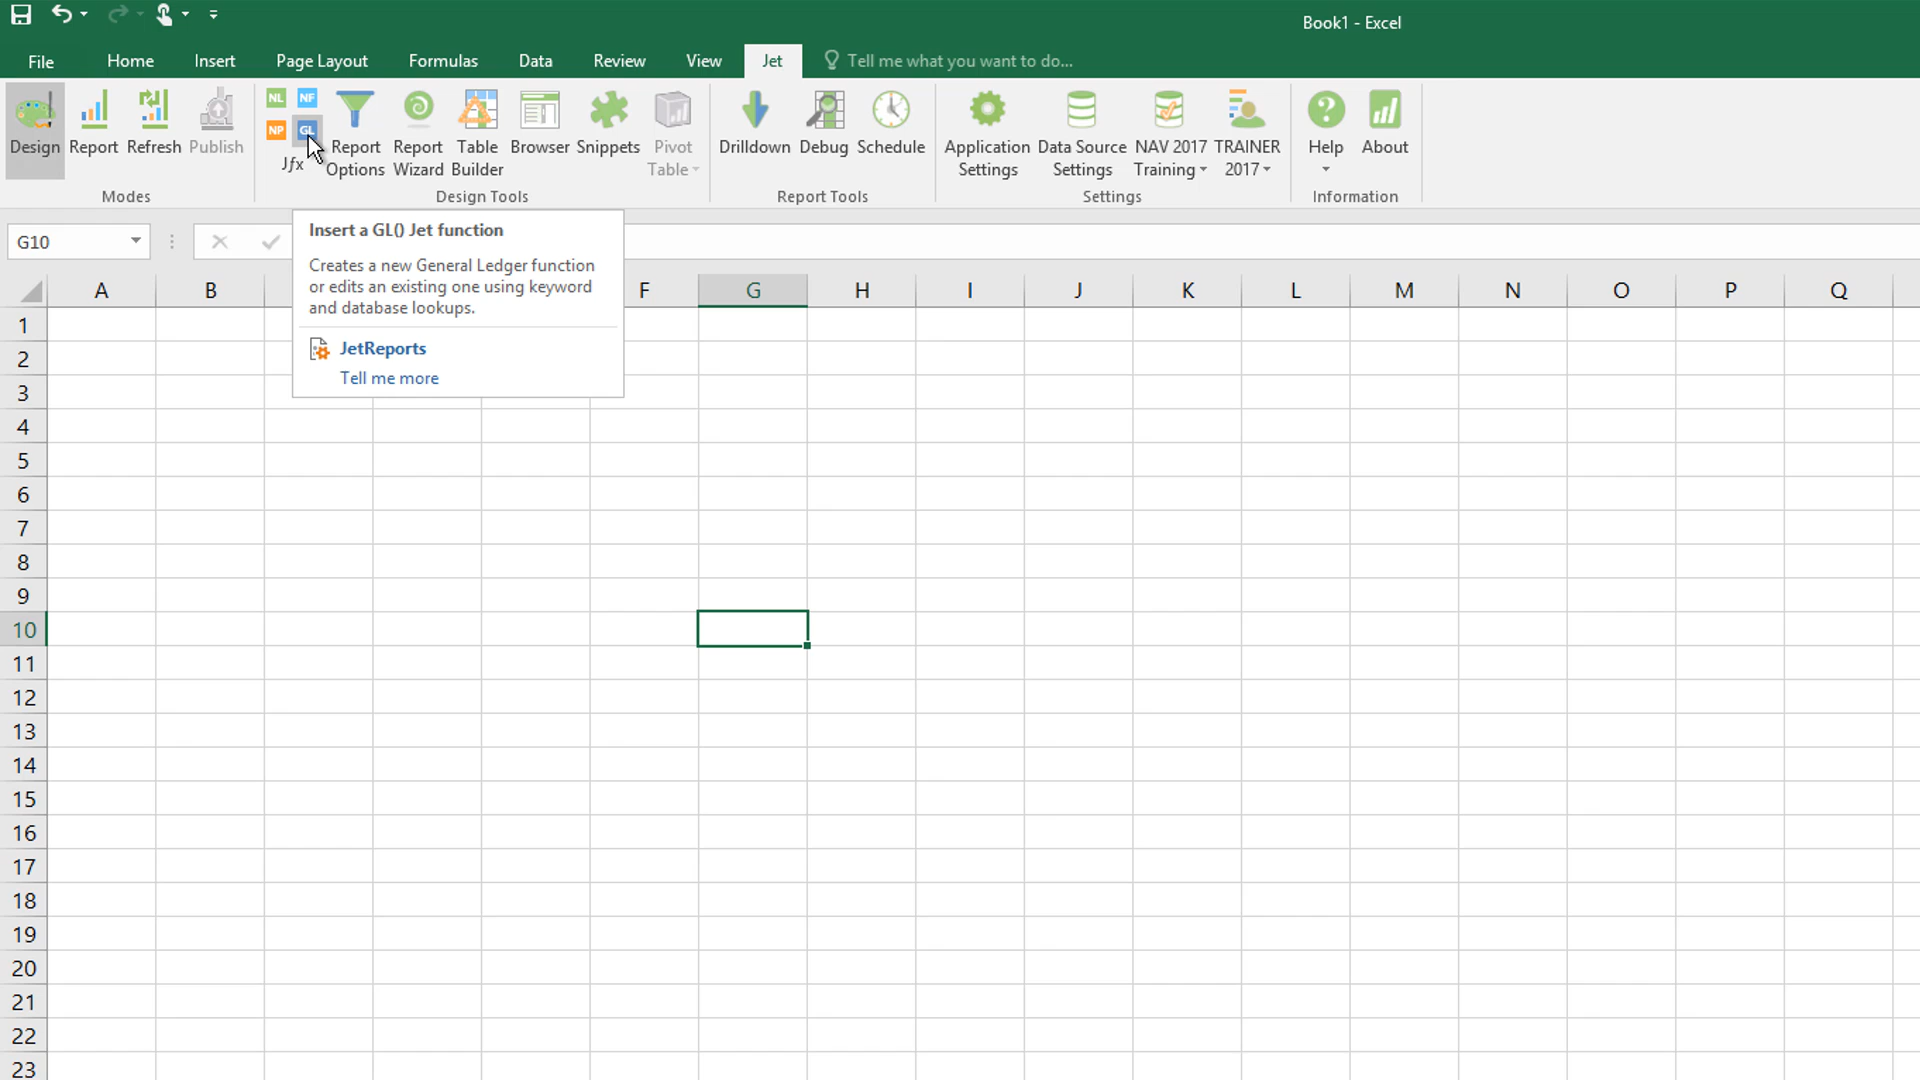 Book1 - Excel
File Home Insert Page Layout Formulas Data Review View Jet Tell me what you want to do...
NL NF
NP GL
Jfx
Design Report Refresh Publish Report Options Report Wizard Table Builder Browser Snippets Pivot Table Drilldown Debug Schedule Application Settings Data Source Settings NAV 2017 Training TRAINER 2017 Help About
Modes Design Tools Report Tools Settings Information
G10
Insert a GL() Jet function
Creates a new General Ledger function
or edits an existing one using keyword
and database lookups.
JetReports
Tell me more
A B F G H I J K L M N O P Q
1
2
3
4
5
6
7
8
9
10
11
12
13
14
15
16
17
18
19
20
21
22
23